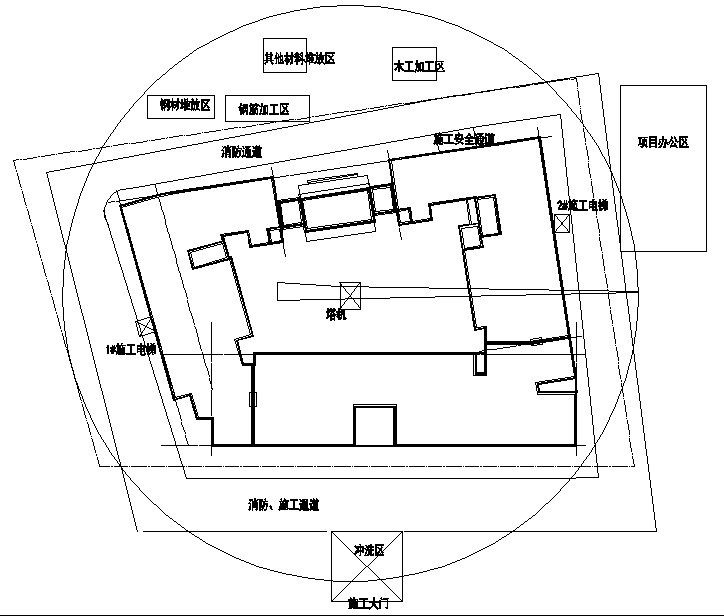 其他材料堆放区
木工加工区
钢材堆放区
钢筋加工区
消防通道
施工安全通道
项目办公区
2#施工电梯
塔机
1#施工电梯
消防、施工通道
冲洗区
施工大门